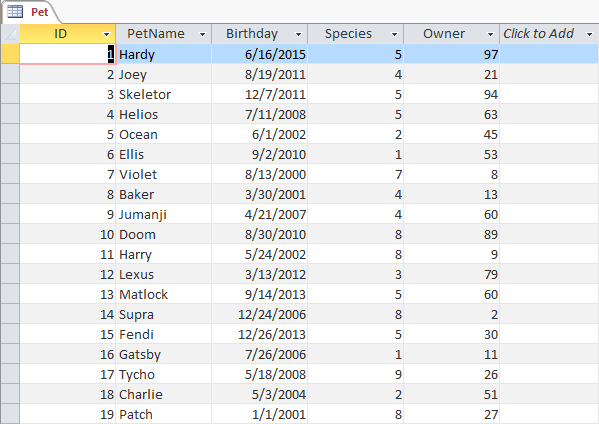 Pet
ID PetName Birthday Species Owner Click to Add
1 Hardy 6/16/2015 5 97
2 Joey 8/19/2011 4 21
3 Skeletor 12/7/2011 5 94
4 Helios 7/11/2008 5 63
5 Ocean 6/1/2002 2 45
6 Ellis 9/2/2010 1 53
7 Violet 8/13/2000 7 8
8 Baker 3/30/2001 4 13
9 Jumanji 4/21/2007 4 60
10 Doom 8/30/2010 8 89
11 Harry 5/24/2002 8 9
12 Lexus 3/13/2012 3 79
13 Matlock 9/14/2013 5 60
14 Supra 12/24/2006 8 2
15 Fendi 12/26/2013 5 30
16 Gatsby 7/26/2006 1 11
17 Tycho 5/18/2008 9 26
18 Charlie 5/3/2004 2 51
19 Patch 1/1/2001 8 27